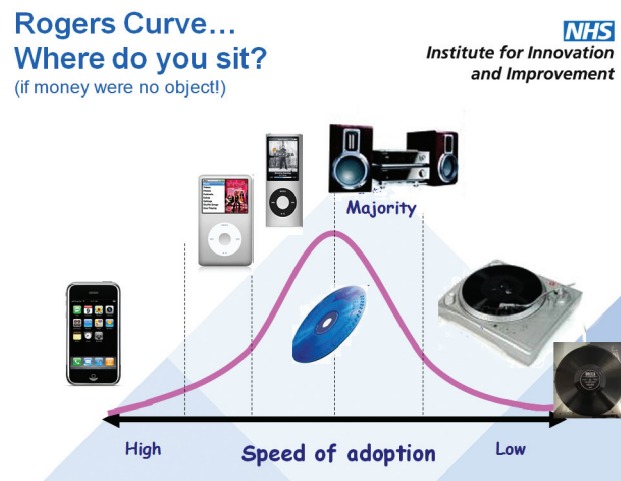 Rogers Curve…
Where do you sit?
(if money were no object!)
NHS
Institute for Innovation
and Improvement
Majority
High
Speed of adoption
Low